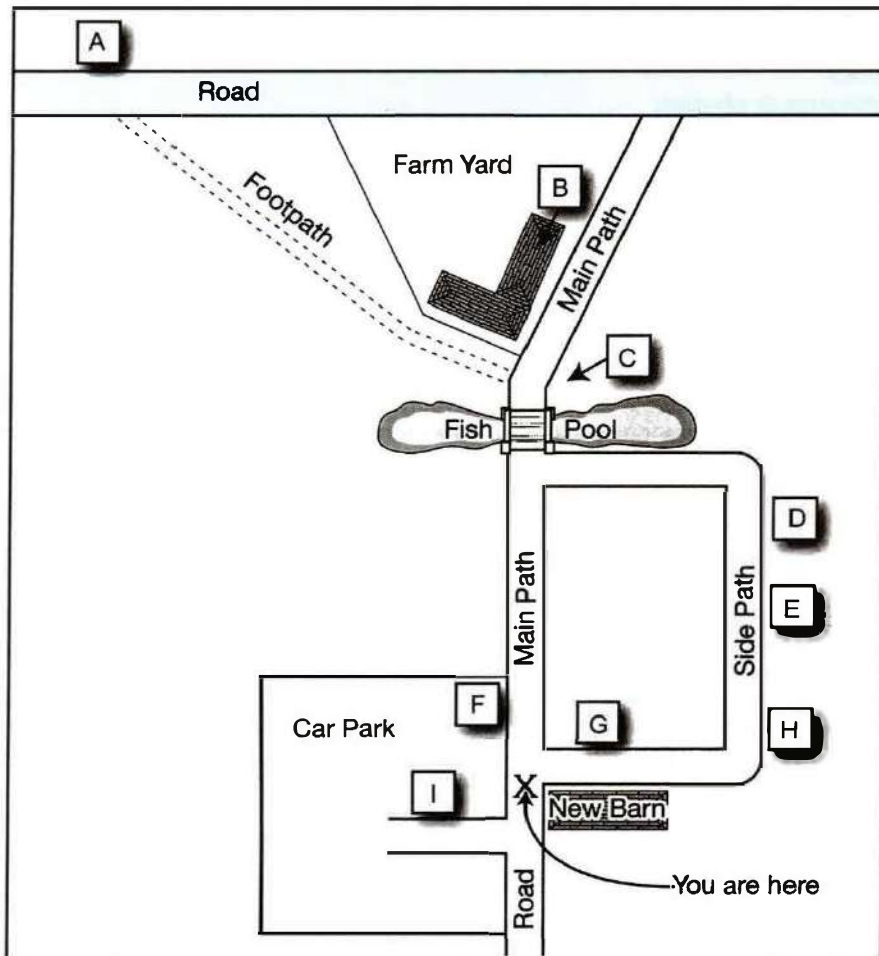 A
Road
Farm Yard
B
Footpath
Main Path
C
Fish Pool
D
Main Path
E
Side Path
F
Car Park
G
H
I
X
New Barn
You are here
Road